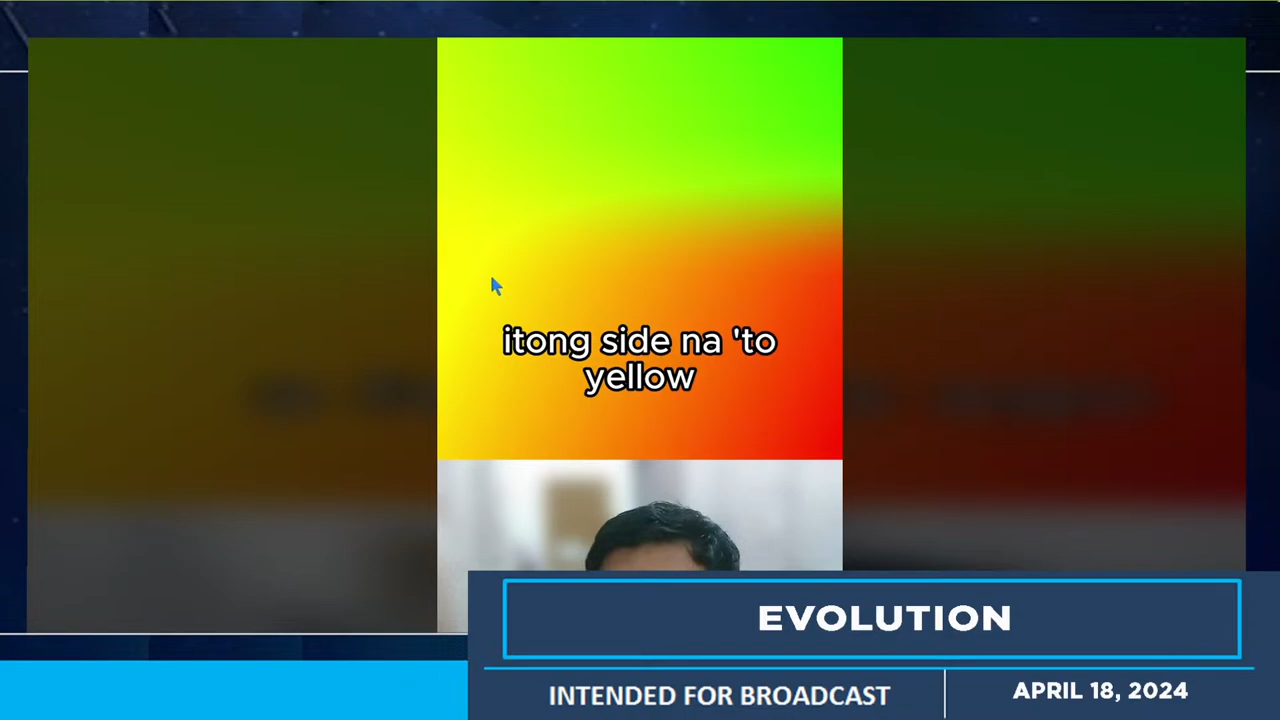 itong side na 'to
yellow
EVOLUTION
INTENDED FOR BROADCAST
APRIL 18, 2024